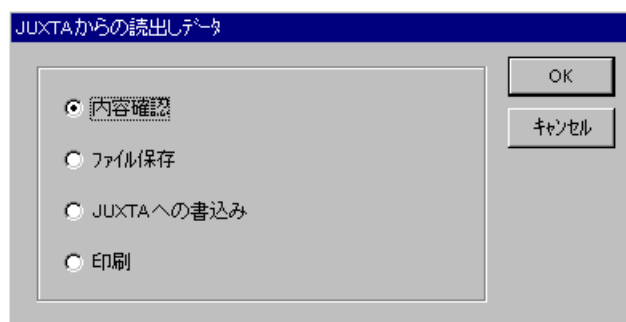 JUXTAからの読出しﾃﾞｰﾀ
OK
内容確認
ｷｬﾝｾﾙ
ﾌｧｲﾙ保存
JUXTAへの書込み
印刷